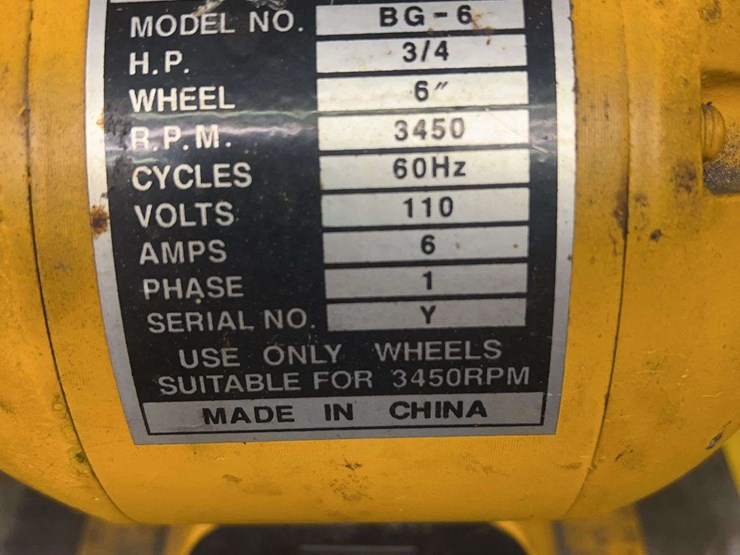 MODEL NO. BG-6
H.P. 3/4
WHEEL 6″
R.P.M. 3450
CYCLES 60Hz
VOLTS 110
AMPS 6
PHASE 1
SERIAL NO. Y
USE ONLY WHEELS
SUITABLE FOR 3450RPM
MADE IN CHINA